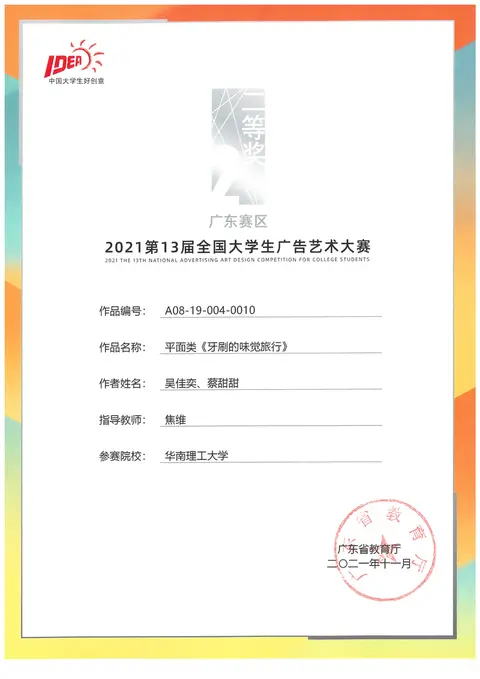 IDEA
中国大学生好创意
二等奖
2
广东赛区
2021第13届全国大学生广告艺术大赛
2021 THE 13TH NATIONAL ADVERTISING ART DESIGN COMPETITION FOR COLLEGE STUDENTS
作品编号: A08-19-004-0010
作品名称: 平面类《牙刷的味觉旅行》
作者姓名: 吴佳奕、蔡甜甜
指导教师: 焦维
参赛院校: 华南理工大学
广东省教育厅
广东省教育厅
二〇二一年十一月